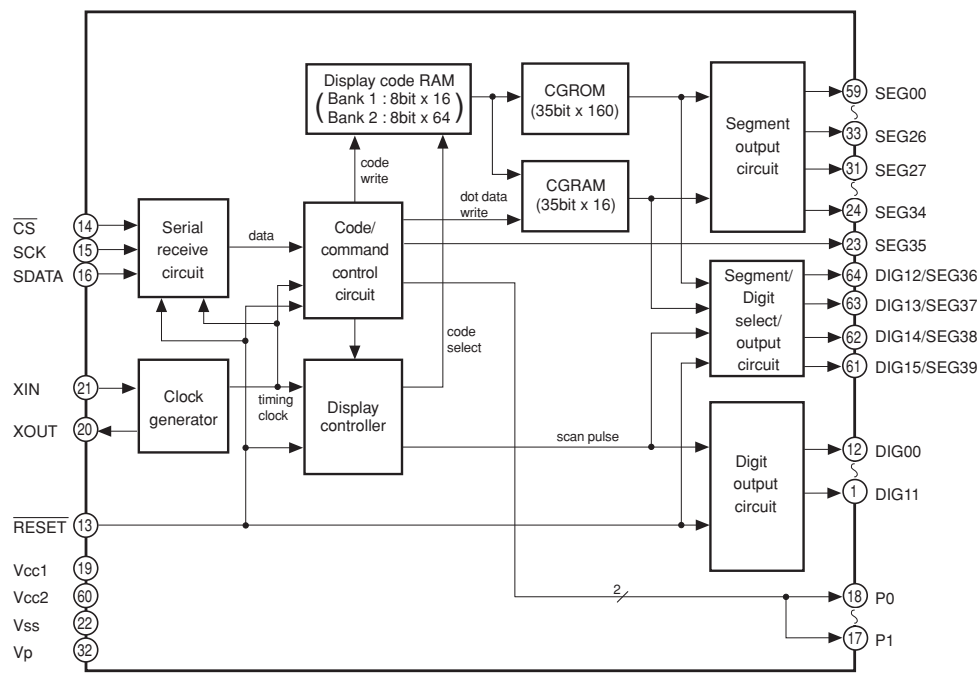 Display code RAM
( Bank 1 : 8bit x 16 )
( Bank 2 : 8bit x 64 )
CGROM
(35bit x 160)
CGRAM
(35bit x 16)
Segment
output
circuit
code
write
dot data
write
Serial
receive
circuit
data
Code/
command
control
circuit
Segment/
Digit
select/
output
circuit
code
select
Clock
generator
timing
clock
Display
controller
scan pulse
Digit
output
circuit
2
CS 14
SCK 15
SDATA 16
XIN 21
XOUT 20
RESET 13
Vcc1 19
Vcc2 60
Vss 22
Vp 32
59 SEG00
33 SEG26
31 SEG27
24 SEG34
23 SEG35
64 DIG12/SEG36
63 DIG13/SEG37
62 DIG14/SEG38
61 DIG15/SEG39
12 DIG00
1 DIG11
18 P0
17 P1